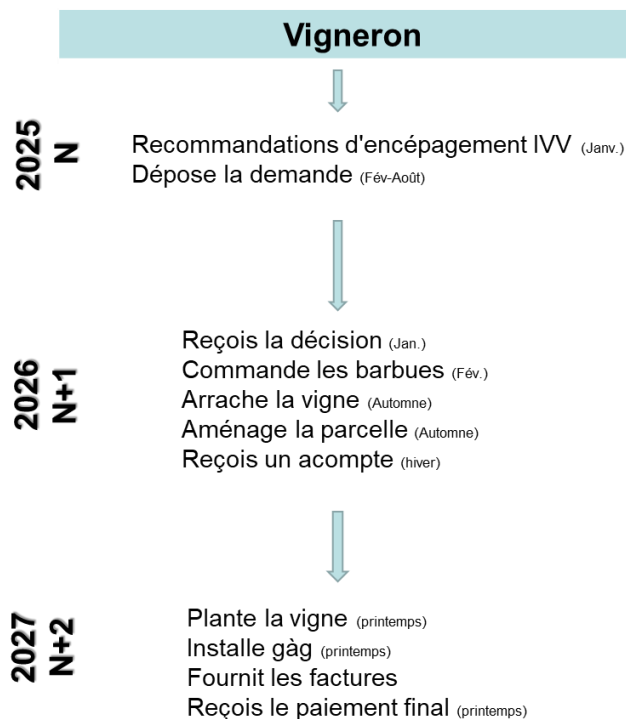 Vigneron
2025
N
Recommandations d'encépagement IVV (Janv.)
Dépose la demande (Fév-Août)
2026
N+1
Reçois la décision (Jan.)
Commande les barbues (Fév.)
Arrache la vigne (Automne)
Aménage la parcelle (Automne)
Reçois un acompte (hiver)
2027
N+2
Plante la vigne (printemps)
Installe gàg (printemps)
Fournit les factures
Reçois le paiement final (printemps)